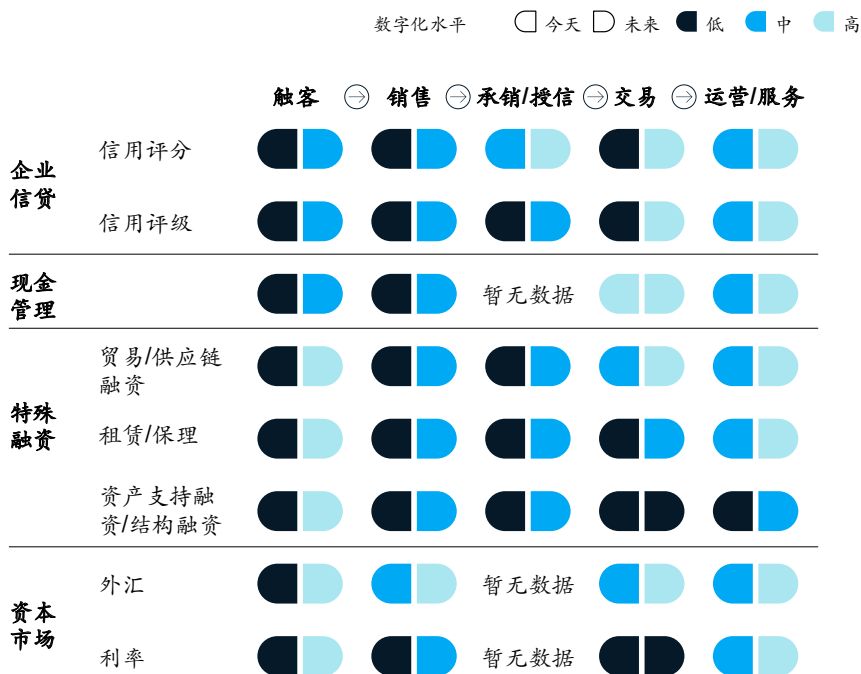 数字化水平 今天 未来 低 中 高
触客 销售 承销/授信 交易 运营/服务
企业
信贷
信用评分
信用评级
现金
管理
暂无数据
特殊
融资
贸易/供应链
融资
租赁/保理
资产支持融
资/结构融资
资本
市场
外汇
暂无数据
利率
暂无数据